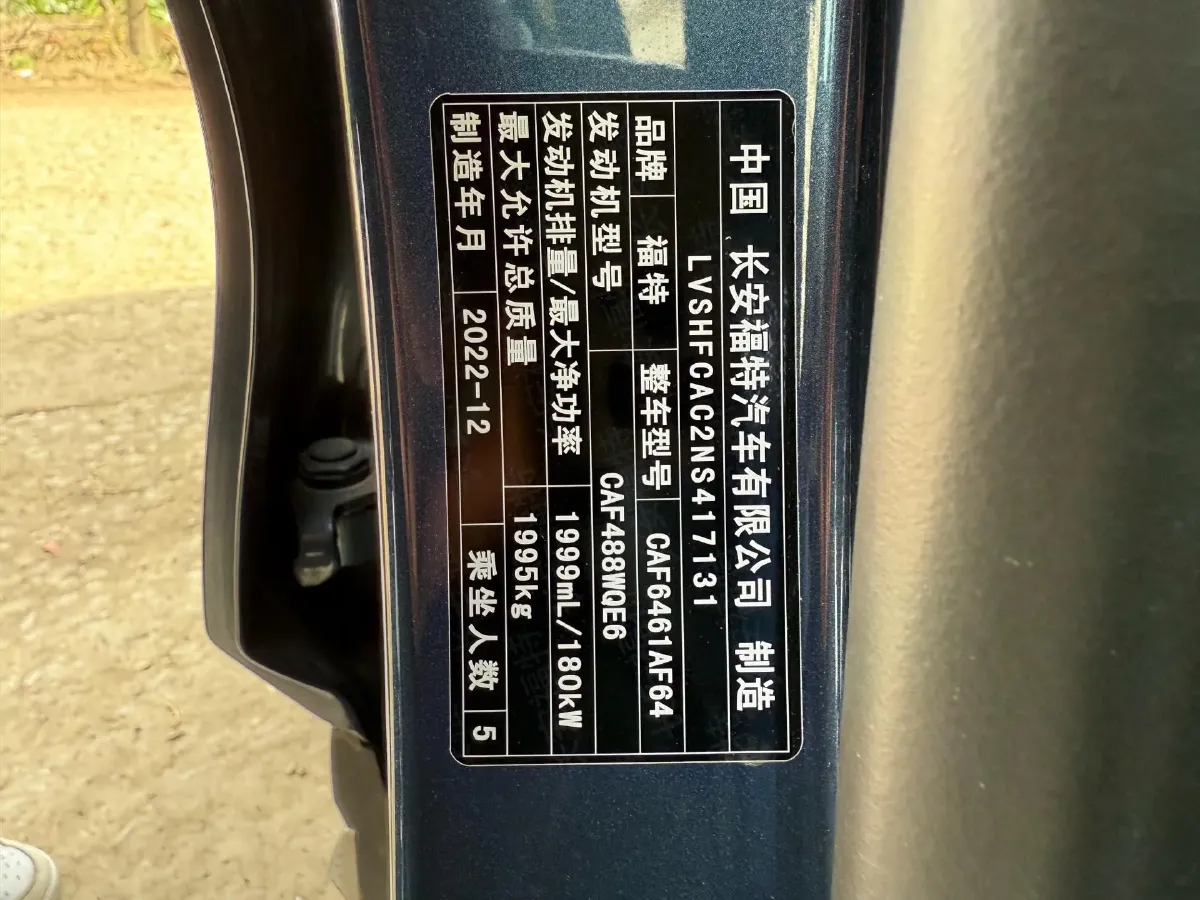 中国 长安福特汽车有限公司 制造
LVSHFCAC2NS417131
品牌 福特 整车型号 CAF6461AF64
发动机型号 CAF488WQE6
发动机排量/最大净功率 1999mL/180kW
最大允许总质量 1995kg
制造年月 2022-12 乘坐人数 5